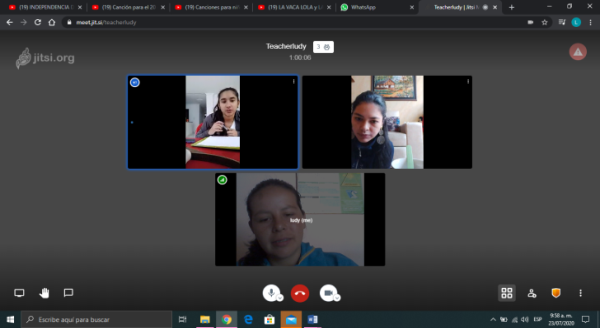 (19) INDEPENDENCIA D
(19) Canción para el 20
(19) Canciones para
(19) LA VACA LOLA y L
WhatsApp
Teacherludy | Jitsi
meet.jit.si/teacherludy
Teacherludy 3
1:00:06
jitsi.org
ludy (me)
Escribe aquí para buscar
ESP
9:58 a. m.
23/07/2020